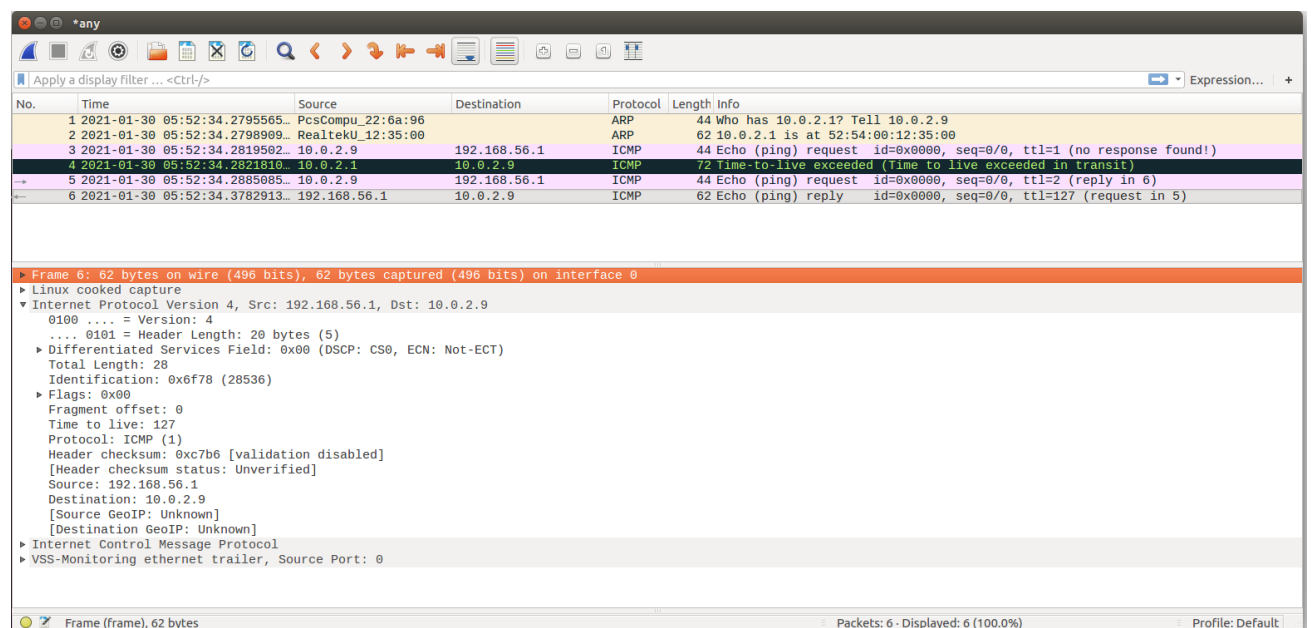 *any
Apply a display filter … <Ctrl-/>
Expression… +
No. Time Source Destination Protocol Length Info
1 2021-01-30 05:52:34.2795565… PcsCompu_22:6a:96 ARP 44 Who has 10.0.2.1? Tell 10.0.2.9
2 2021-01-30 05:52:34.2798909… RealtekU_12:35:00 ARP 62 10.0.2.1 is at 52:54:00:12:35:00
3 2021-01-30 05:52:34.2819502… 10.0.2.9 192.168.56.1 ICMP 44 Echo (ping) request id=0x0000, seq=0/0, ttl=1 (no response found!)
4 2021-01-30 05:52:34.2821810… 10.0.2.1 10.0.2.9 ICMP 72 Time-to-live exceeded (Time to live exceeded in transit)
5 2021-01-30 05:52:34.2885085… 10.0.2.9 192.168.56.1 ICMP 44 Echo (ping) request id=0x0000, seq=0/0, ttl=2 (reply in 6)
6 2021-01-30 05:52:34.3782913… 192.168.56.1 10.0.2.9 ICMP 62 Echo (ping) reply id=0x0000, seq=0/0, ttl=127 (request in 5)
Frame 6: 62 bytes on wire (496 bits), 62 bytes captured (496 bits) on interface 0
Linux cooked capture
Internet Protocol Version 4, Src: 192.168.56.1, Dst: 10.0.2.9
0100 .... = Version: 4
.... 0101 = Header Length: 20 bytes (5)
Differentiated Services Field: 0x00 (DSCP: CS0, ECN: Not-ECT)
Total Length: 28
Identification: 0x6f78 (28536)
Flags: 0x00
Fragment offset: 0
Time to live: 127
Protocol: ICMP (1)
Header checksum: 0xc7b6 [validation disabled]
[Header checksum status: Unverified]
Source: 192.168.56.1
Destination: 10.0.2.9
[Source GeoIP: Unknown]
[Destination GeoIP: Unknown]
Internet Control Message Protocol
VSS-Monitoring ethernet trailer, Source Port: 0
Frame (frame), 62 bytes
Packets: 6 · Displayed: 6 (100.0%)
Profile: Default